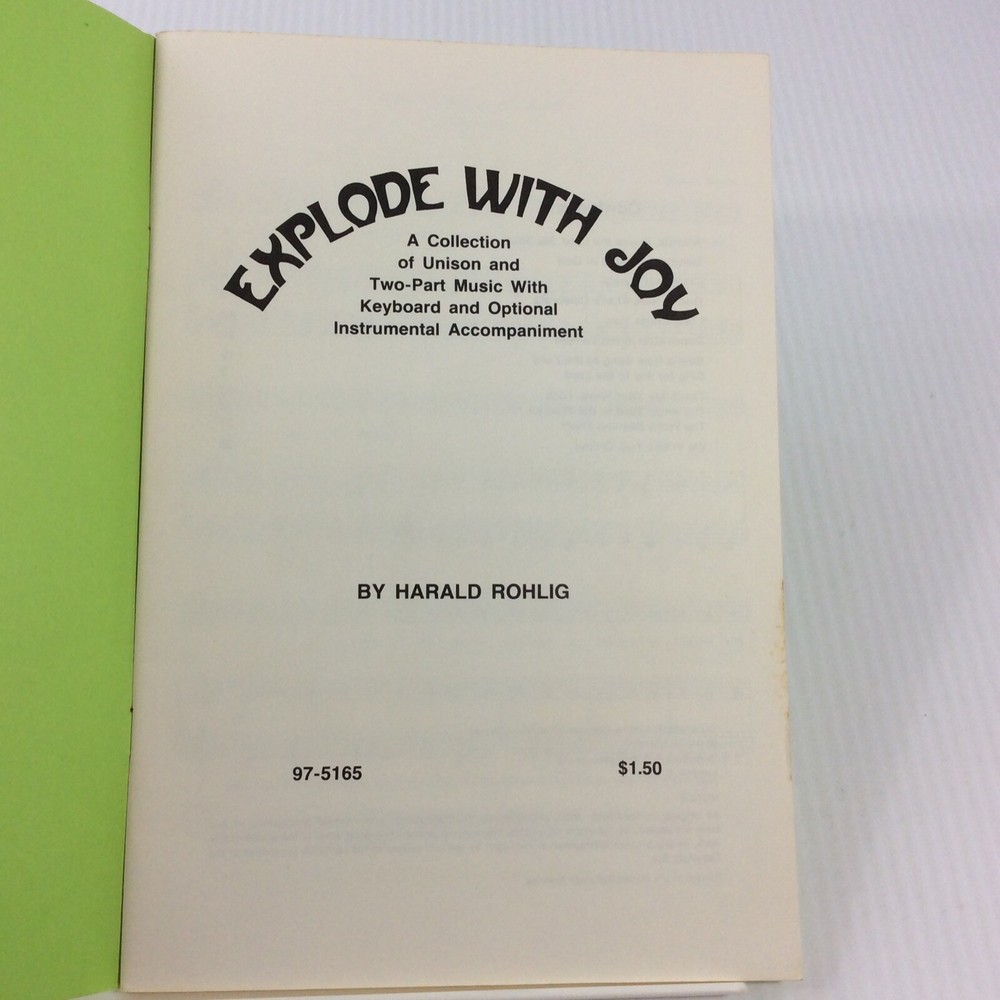 EXPLODE WITH JOY
A Collection
of Unison and
Two-Part Music With
Keyboard and Optional
Instrumental Accompaniment
BY HARALD ROHLIG
97-5165
$1.50